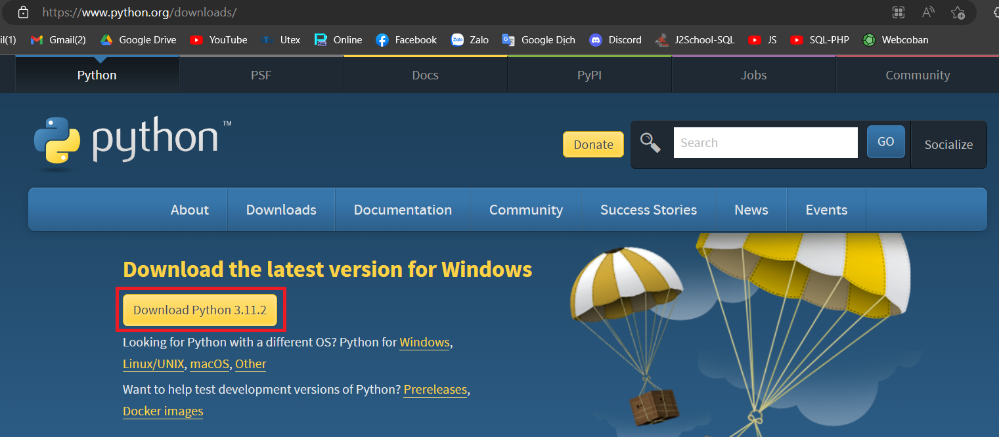 https://www.python.org/downloads/
il(1) Gmail(2) Google Drive YouTube Utex Online Facebook Zalo Google Dịch Discord J2School-SQL JS SQL-PHP Webcoban
Python PSF Docs PyPI Jobs Community
python™
Donate Search GO Socialize
About Downloads Documentation Community Success Stories News Events
Download the latest version for Windows
Download Python 3.11.2
Looking for Python with a different OS? Python for Windows,
Linux/UNIX, macOS, Other
Want to help test development versions of Python? Prereleases,
Docker images